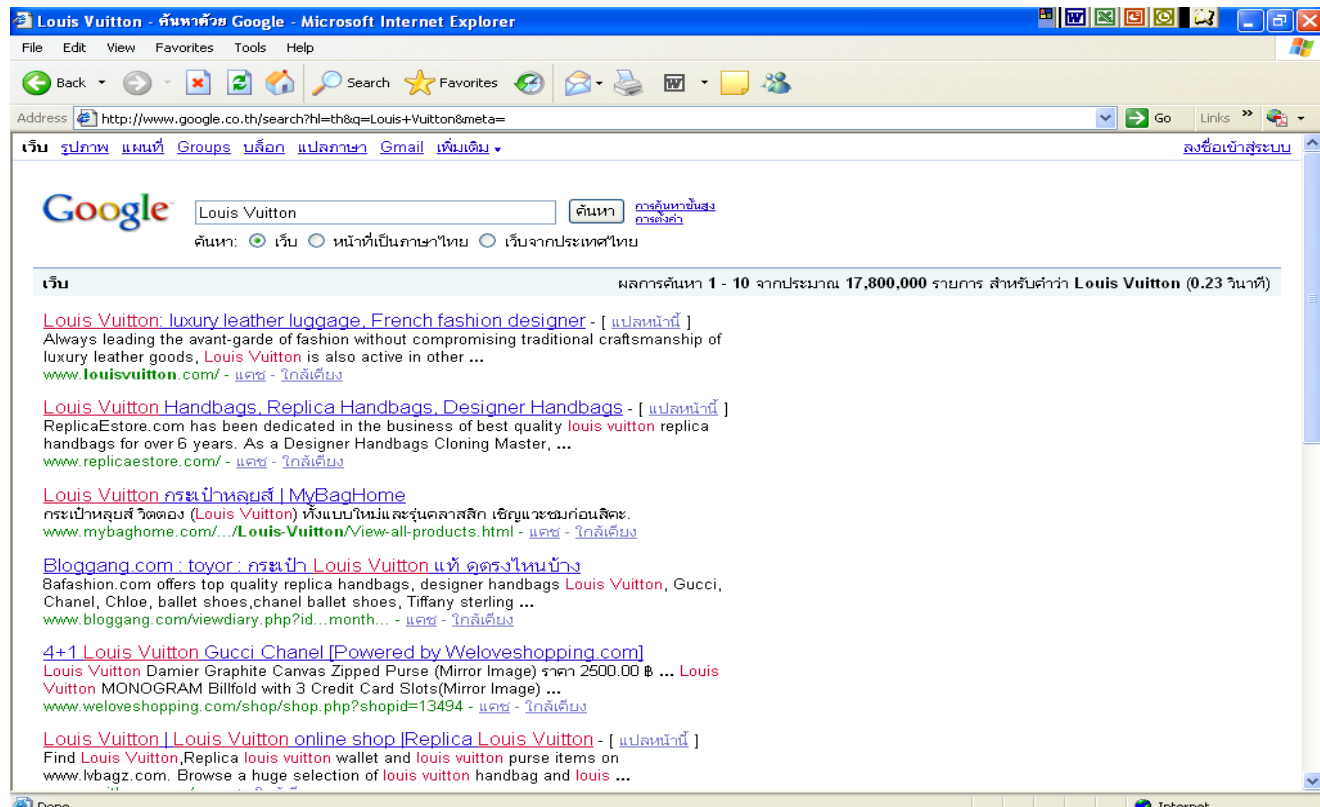 Louis Vuitton - ค้นหาด้วย Google - Microsoft Internet Explorer
File Edit View Favorites Tools Help
Back Search Favorites
Address http://www.google.co.th/search?hl=th&q=Louis+Vuitton&meta= Go Links »
เว็บ รูปภาพ แผนที่ Groups บล็อก แปลภาษา Gmail เพิ่มเติม ลงชื่อเข้าสู่ระบบ
Google Louis Vuitton ค้นหา การค้นหาขั้นสูง
การตั้งค่า
ค้นหา: เว็บ หน้าที่เป็นภาษาไทย เว็บจากประเทศไทย
เว็บ ผลการค้นหา 1 - 10 จากประมาณ 17,800,000 รายการ สำหรับคำว่า Louis Vuitton (0.23 วินาที)
Louis Vuitton: luxury leather luggage, French fashion designer - [ แปลหน้านี้ ]
Always leading the avant-garde of fashion without compromising traditional craftsmanship of
luxury leather goods, Louis Vuitton is also active in other ...
www.louisvuitton.com/ - แคช - ใกล้เคียง
Louis Vuitton Handbags, Replica Handbags, Designer Handbags - [ แปลหน้านี้ ]
ReplicaEstore.com has been dedicated in the business of best quality louis vuitton replica
handbags for over 6 years. As a Designer Handbags Cloning Master, ...
www.replicaestore.com/ - แคช - ใกล้เคียง
Louis Vuitton กระเป๋าหลุยส์ | MyBagHome
กระเป๋าหลุยส์ วิตตอง (Louis Vuitton) ทั้งแบบใหม่และรุ่นคลาสสิก เชิญแวะชมก่อนสิคะ.
www.mybaghome.com/.../Louis-Vuitton/View-all-products.html - แคช - ใกล้เคียง
Bloggang.com : toyor : กระเป๋า Louis Vuitton แท้ ดูตรงไหนบ้าง
8afashion.com offers top quality replica handbags, designer handbags Louis Vuitton, Gucci,
Chanel, Chloe, ballet shoes,chanel ballet shoes, Tiffany sterling ...
www.bloggang.com/viewdiary.php?id...month... - แคช - ใกล้เคียง
4+1 Louis Vuitton Gucci Chanel [Powered by Weloveshopping.com]
Louis Vuitton Damier Graphite Canvas Zipped Purse (Mirror Image) ราคา 2500.00 ฿ ... Louis
Vuitton MONOGRAM Billfold with 3 Credit Card Slots(Mirror Image) ...
www.weloveshopping.com/shop/shop.php?shopid=13494 - แคช - ใกล้เคียง
Louis Vuitton | Louis Vuitton online shop |Replica Louis Vuitton - [ แปลหน้านี้ ]
Find Louis Vuitton,Replica louis vuitton wallet and louis vuitton purse items on
www.lvbagz.com. Browse a huge selection of louis vuitton handbag and louis ...
Done Internet